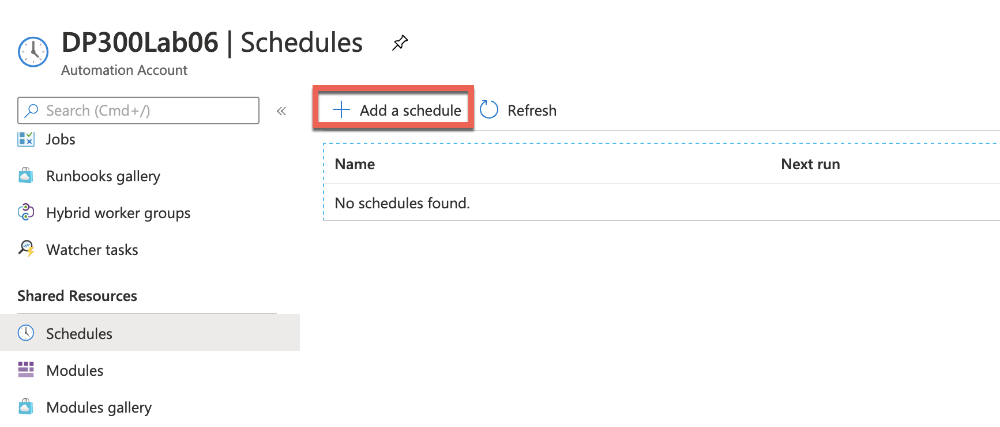 DP300Lab06 | Schedules
Automation Account
Search (Cmd+/)
«
Add a schedule
Refresh
Jobs
Runbooks gallery
Hybrid worker groups
Watcher tasks
Shared Resources
Schedules
Modules
Modules gallery
Name
Next run
No schedules found.